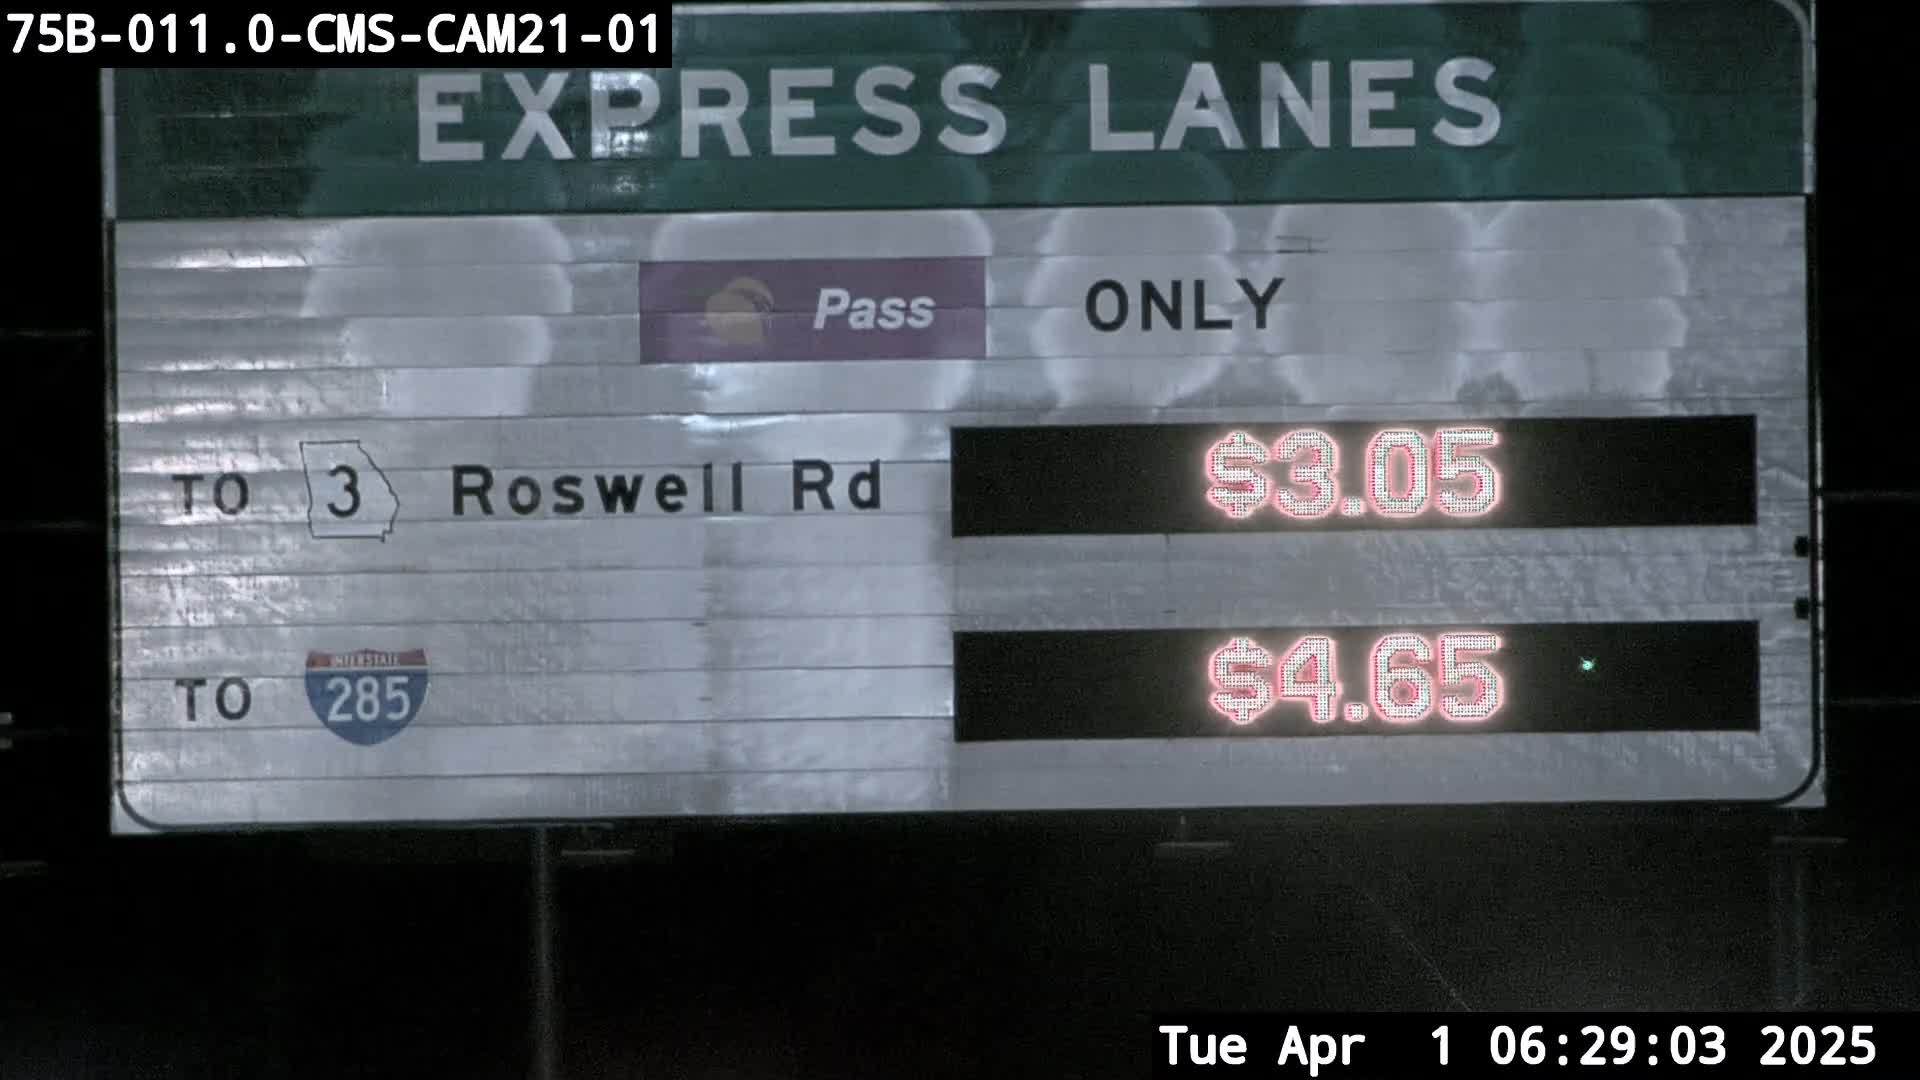 75B-011.0-CMS-CAM21-01
EXPRESS LANES
Pass ONLY
TO 3 Roswell Rd $3.05
INTERSTATE
TO 285 $4.65
Tue Apr 1 06:29:03 2025